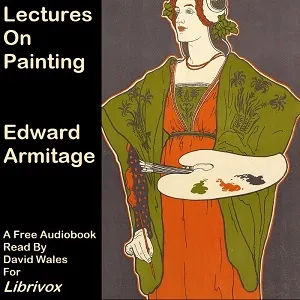 Lectures
On
Painting
Edward
Armitage
A Free Audiobook
Read By
David Wales
For
Librivox